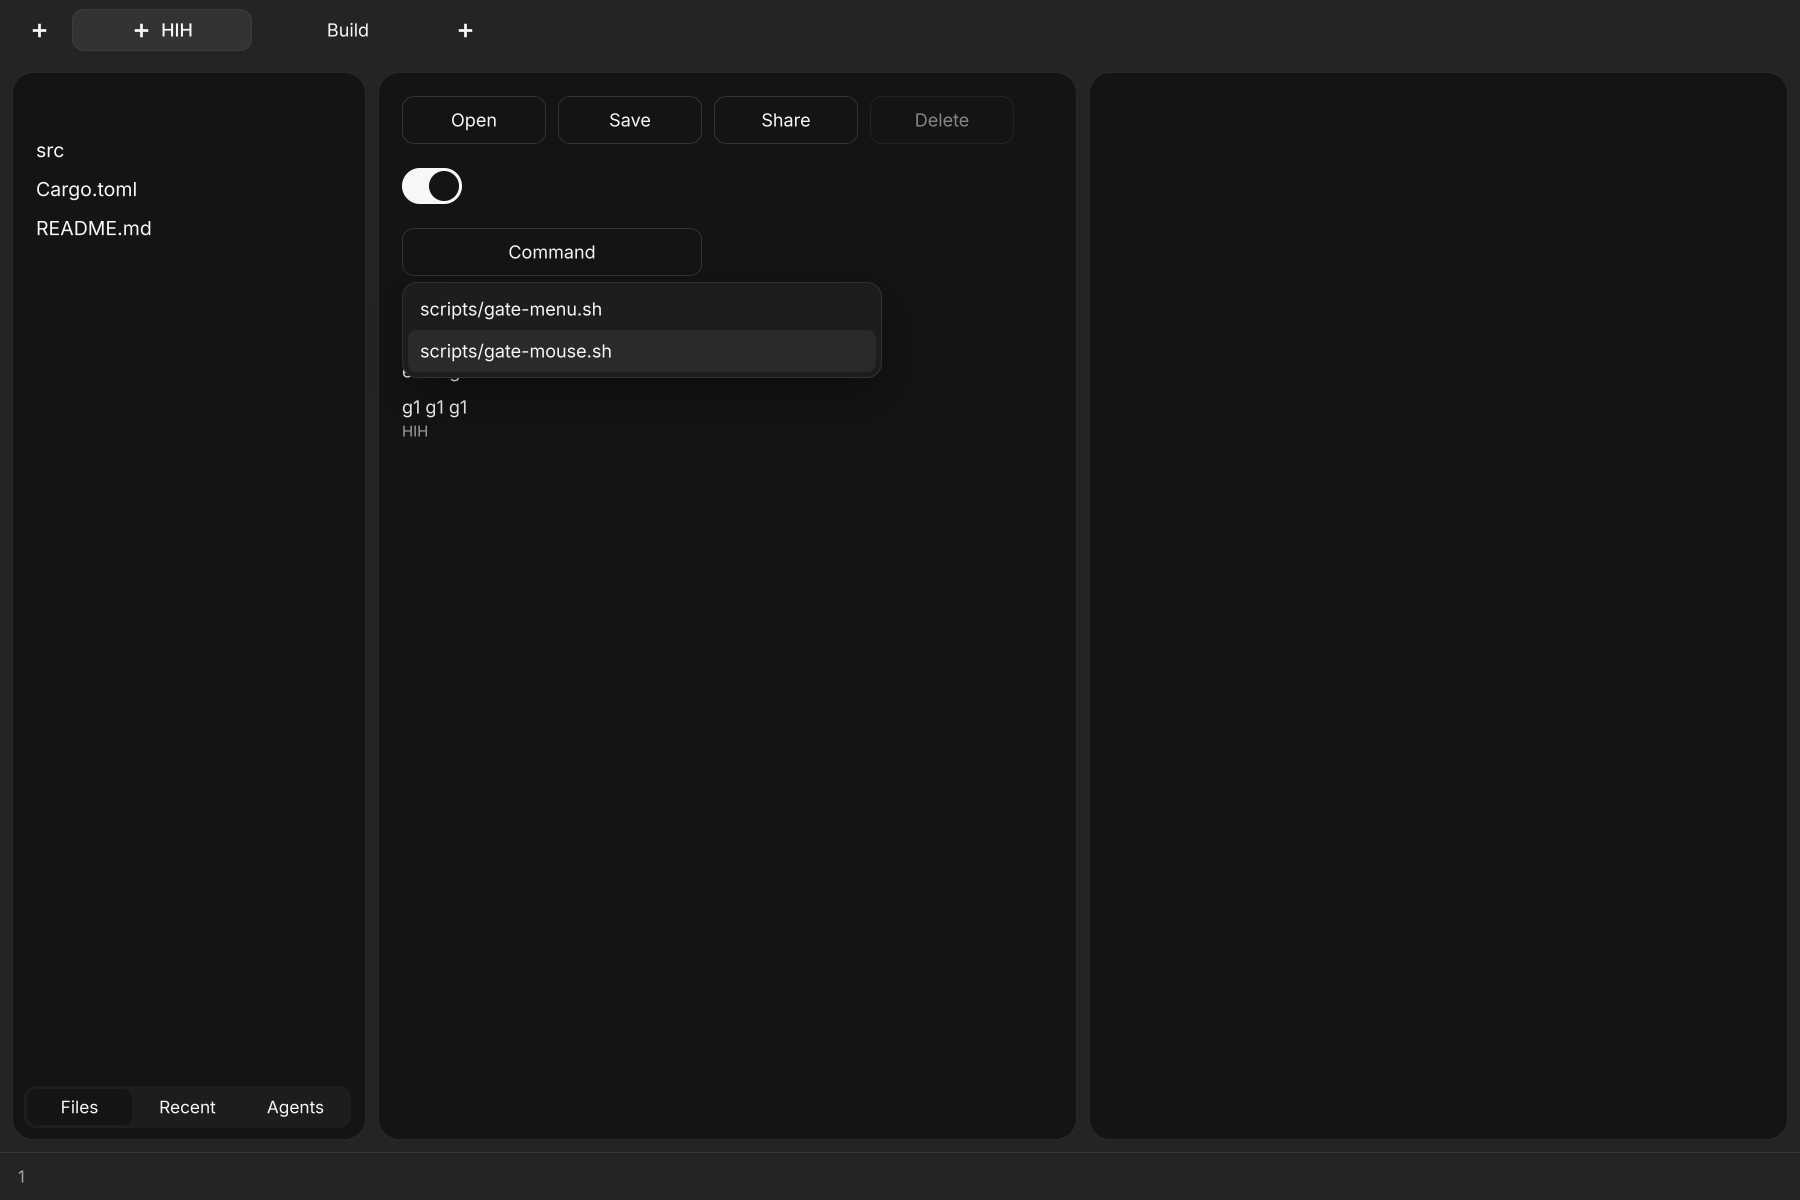 + + HIH Build +
src
Cargo.toml
README.md
Open Save Share Delete
Command
scripts/gate-menu.sh
scripts/gate-mouse.sh
g1 g1 g1
HIH
Files Recent Agents
1